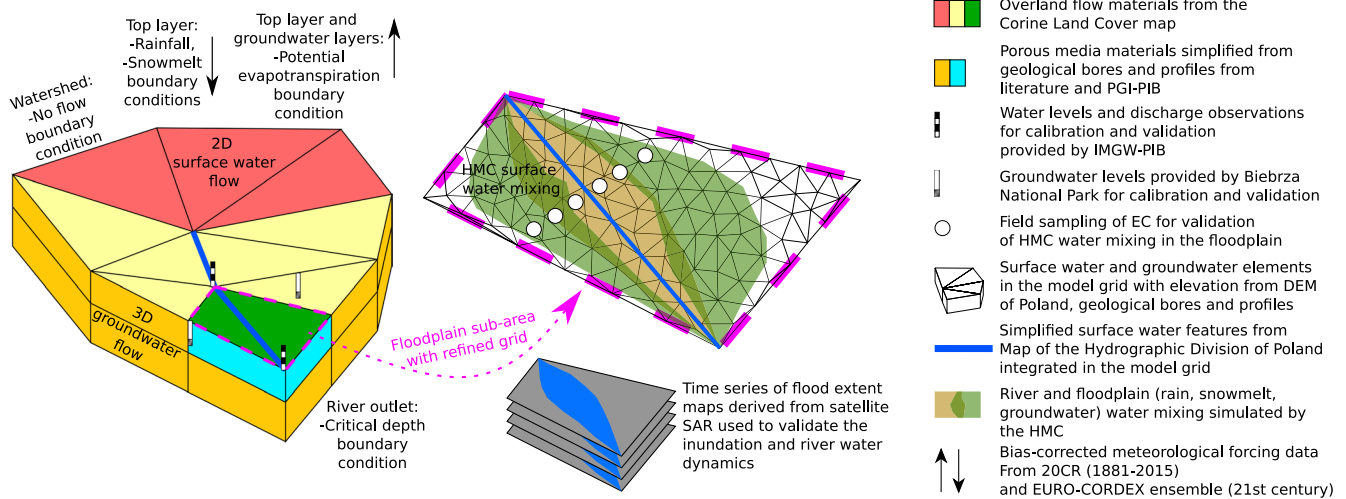 Top layer:
-Rainfall,
-Snowmelt
boundary
conditions
Top layer and
groundwater layers:
-Potential
evapotranspiration
boundary
condition
Watershed:
-No flow
boundary
condition
2D
surface water
flow
3D
groundwater
flow
River outlet:
-Critical depth
boundary
condition
HMC surface
water mixing
Floodplain sub-area
with refined grid
Time series of flood extent
maps derived from satellite
SAR used to validate the
inundation and river water
dynamics
Overland flow materials from the
Corine Land Cover map
Porous media materials simplified from
geological bores and profiles from
literature and PGI-PIB
Water levels and discharge observations
for calibration and validation
provided by IMGW-PIB
Groundwater levels provided by Biebrza
National Park for calibration and validation
Field sampling of EC for validation
of HMC water mixing in the floodplain
Surface water and groundwater elements
in the model grid with elevation from DEM
of Poland, geological bores and profiles
Simplified surface water features from
Map of the Hydrographic Division of Poland
integrated in the model grid
River and floodplain (rain, snowmelt,
groundwater) water mixing simulated by
the HMC
Bias-corrected meteorological forcing data
From 20CR (1881-2015)
and EURO-CORDEX ensemble (21st century)